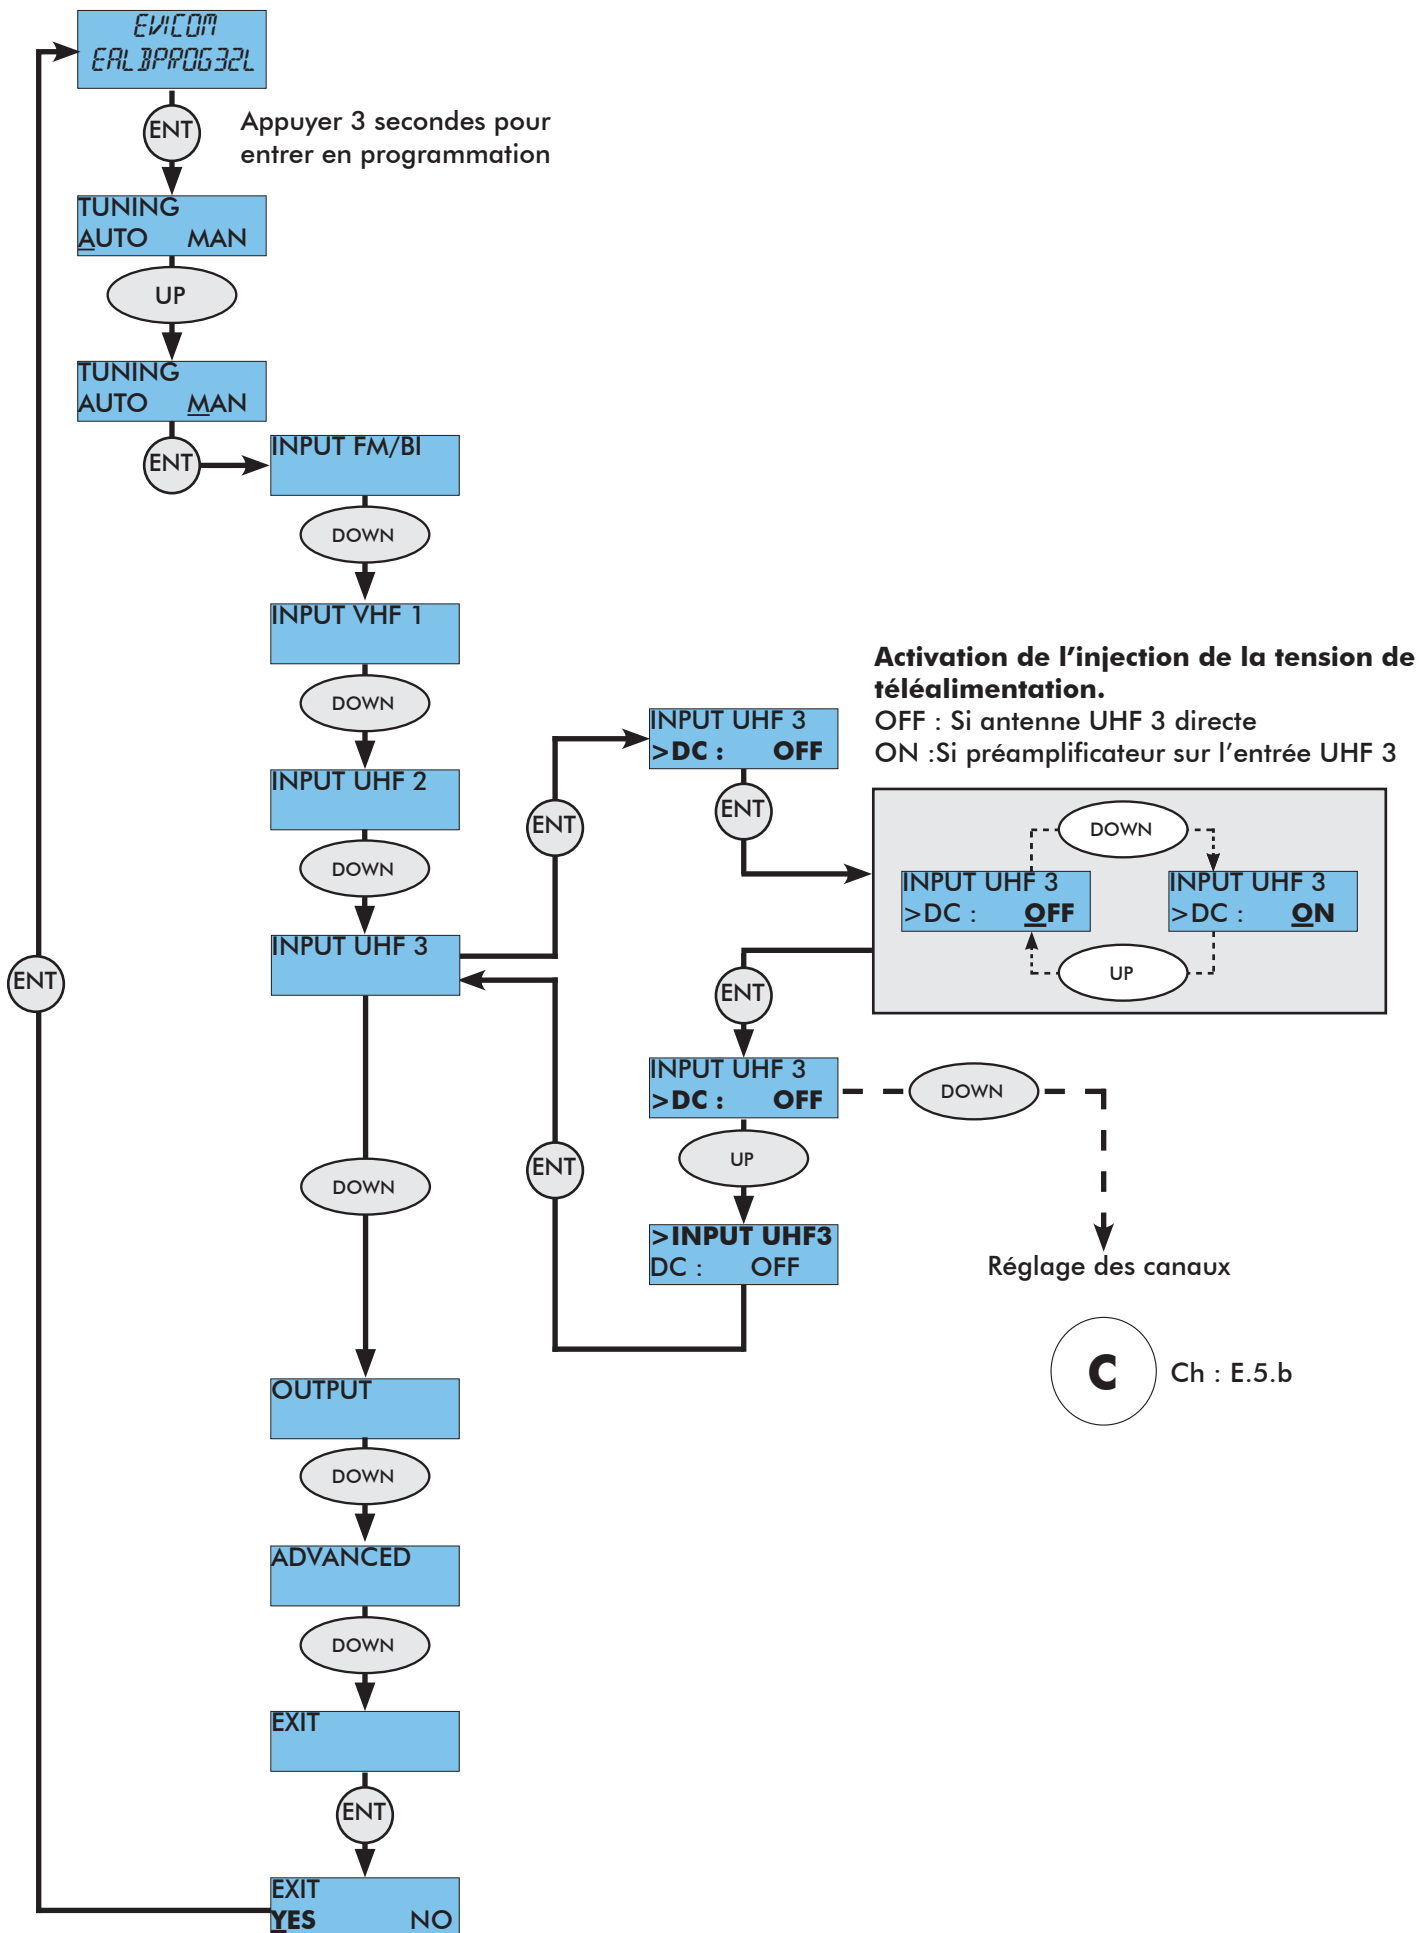 EVICOM
EALBPROG32L
ENT
Appuyer 3 secondes pour
entrer en programmation
TUNING
AUTO MAN
UP
TUNING
AUTO MAN
ENT
INPUT FM/BI
DOWN
INPUT VHF 1
DOWN
INPUT UHF 2
DOWN
INPUT UHF 3
ENT
INPUT UHF 3
>DC : OFF
ENT
Activation de l’injection de la tension de
téléalimentation.
OFF : Si antenne UHF 3 directe
ON :Si préamplificateur sur l’entrée UHF 3
DOWN
INPUT UHF 3
>DC : OFF
INPUT UHF 3
>DC : ON
UP
ENT
INPUT UHF 3
>DC : OFF
DOWN
UP
>INPUT UHF3
DC : OFF
ENT
Réglage des canaux
C
Ch : E.5.b
DOWN
OUTPUT
DOWN
ADVANCED
DOWN
EXIT
ENT
EXIT
YES NO
ENT